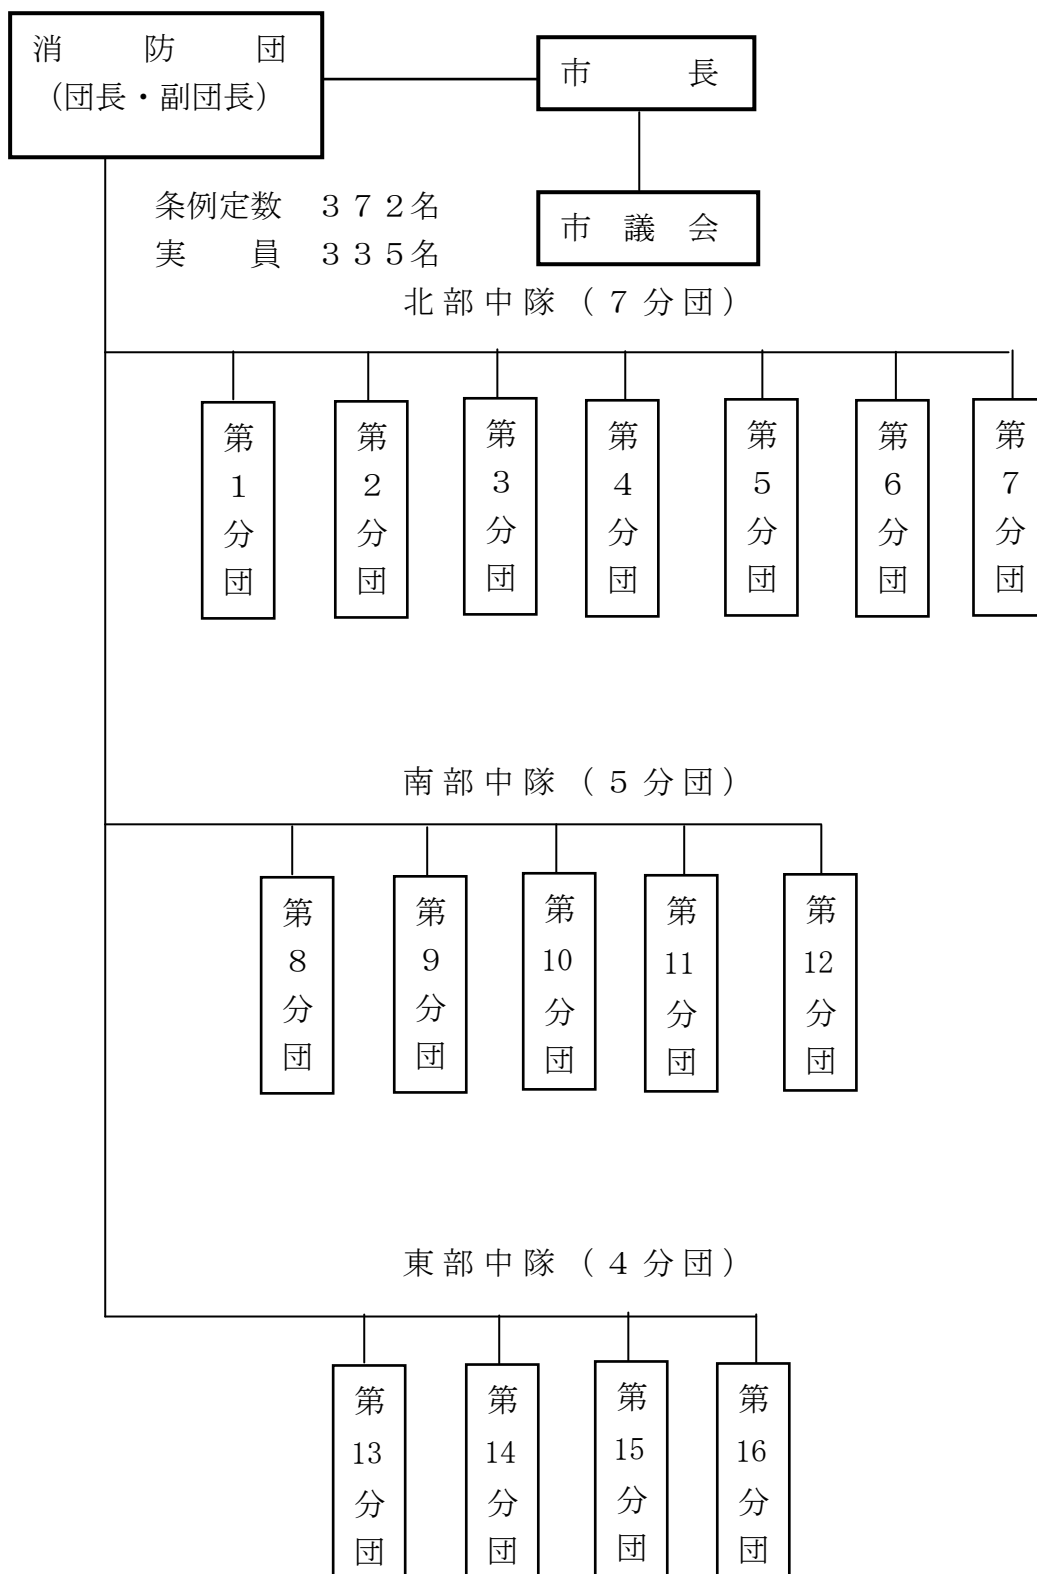 消防団
(団長・副団長)
市長
条例定数 ３７２名
実員 ３３５名
市議会
北部中隊（７分団）
第１分団
第２分団
第３分団
第４分団
第５分団
第６分団
第７分団
南部中隊（５分団）
第８分団
第９分団
第10分団
第11分団
第12分団
東部中隊（４分団）
第13分団
第14分団
第15分団
第16分団